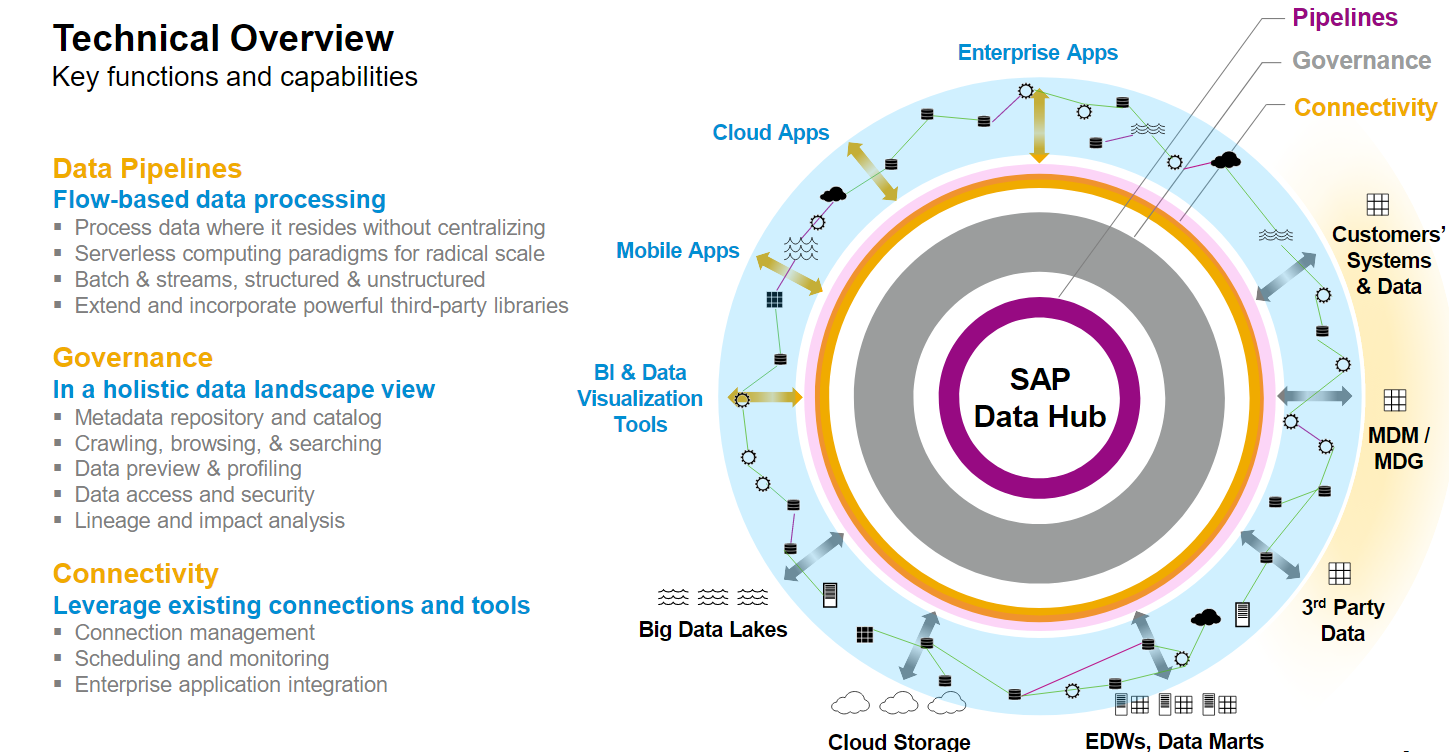 Technical Overview
Key functions and capabilities
Data Pipelines
Flow-based data processing
▪ Process data where it resides without centralizing
▪ Serverless computing paradigms for radical scale
▪ Batch & streams, structured & unstructured
▪ Extend and incorporate powerful third-party libraries
Governance
In a holistic data landscape view
▪ Metadata repository and catalog
▪ Crawling, browsing, & searching
▪ Data preview & profiling
▪ Data access and security
▪ Lineage and impact analysis
Connectivity
Leverage existing connections and tools
▪ Connection management
▪ Scheduling and monitoring
▪ Enterprise application integration
Pipelines
Governance
Connectivity
Enterprise Apps
Cloud Apps
Mobile Apps
BI & Data
Visualization
Tools
SAP
Data Hub
Customers’
Systems
& Data
MDM /
MDG
3rd Party
Data
Big Data Lakes
Cloud Storage
EDWs, Data Marts